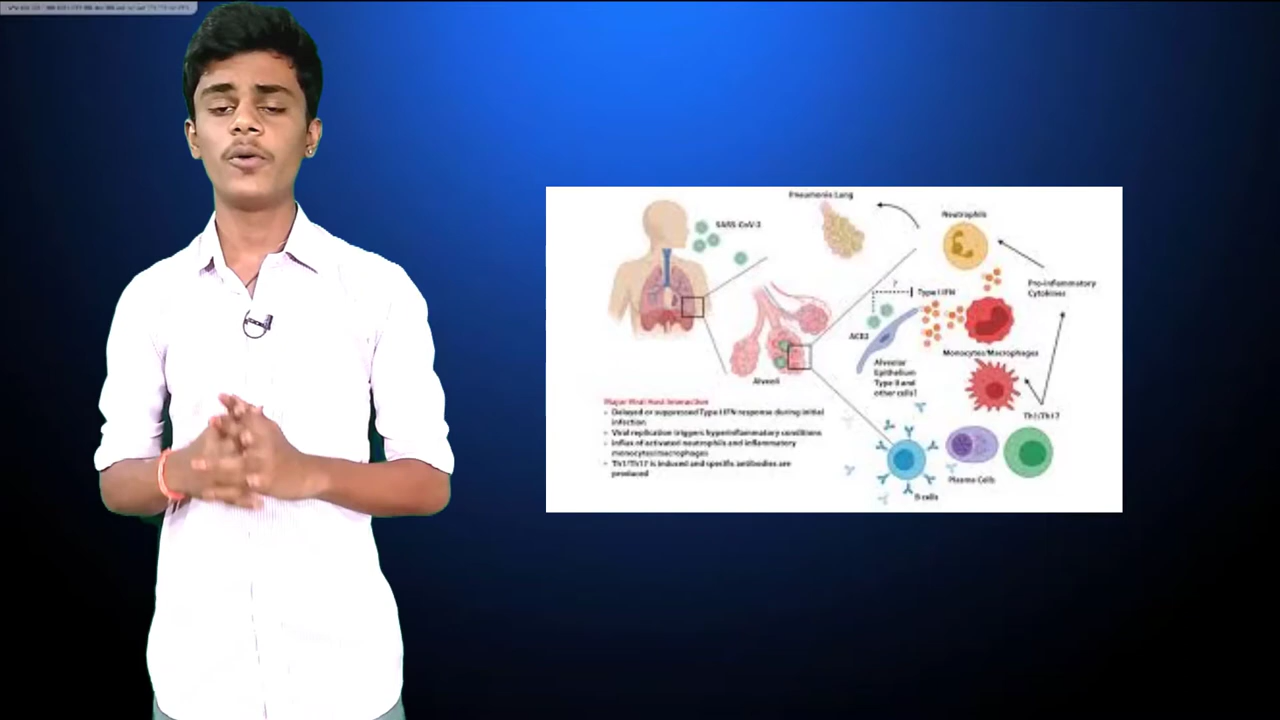 Pneumonia Lung
SARS-CoV-2
Neutrophils
Pro-inflammatory
Cytokines
?
Type I IFN
ACE2
Monocytes/Macrophages
Alveolar
Epithelium
Type II and
other cells?
Alveoli
Th1/Th17
Major Viral Host Interaction
- Delayed or suppressed Type I IFN response during initial
infection
- Viral replication triggers hyperinflammatory conditions
- Influx of activated neutrophils and inflammatory
monocytes/macrophages
- Th1/Th17 is induced and specific antibodies are
produced
Plasma Cells
B cells